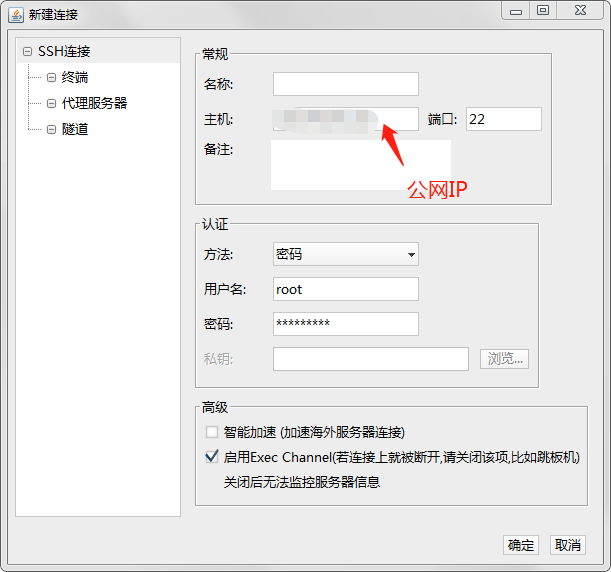 新建连接
SSH连接
终端
代理服务器
隧道
常规
名称:
主机:
端口: 22
备注:
公网IP
认证
方法: 密码
用户名: root
密码: *********
私钥: 浏览...
高级
智能加速 (加速海外服务器连接)
启用Exec Channel(若连接上就被断开,请关闭该项,比如跳板机)
关闭后无法监控服务器信息
确定 取消